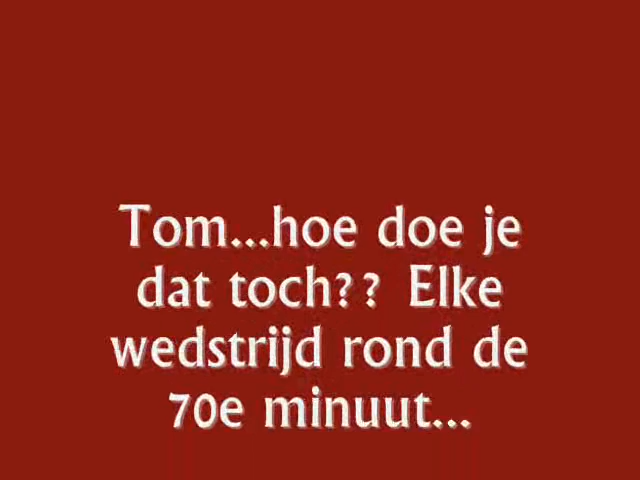 Tom...hoe doe je
dat toch?? Elke
wedstrijd rond de
70e minuut...